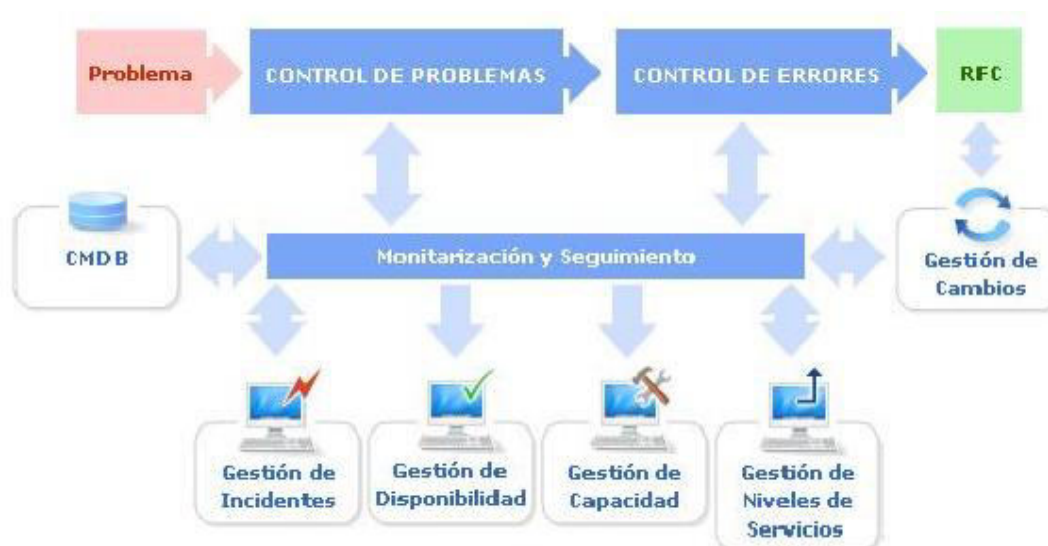 Problema
CONTROL DE PROBLEMAS
CONTROL DE ERRORES
RFC
CMDB
Monitarización y Seguimiento
Gestión de
Cambios
Gestión de
Incidentes
Gestión de
Disponibilidad
Gestión de
Capacidad
Gestión de
Niveles de
Servicios